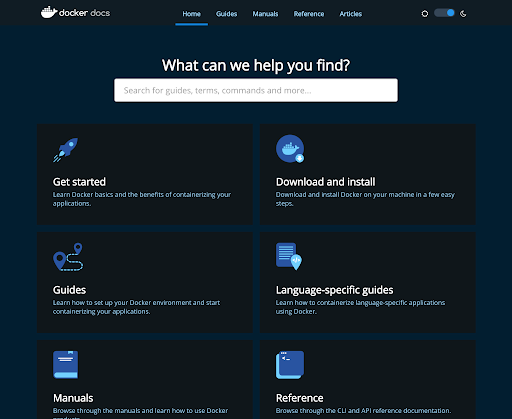 docker docs
Home Guides Manuals Reference Articles
What can we help you find?
Search for guides, terms, commands and more...
Get started
Learn Docker basics and the benefits of containerizing your
applications.
Download and install
Download and install Docker on your machine in a few easy
steps.
Guides
Learn how to set up your Docker environment and start
containerizing your applications.
Language-specific guides
Learn how to containerize language-specific applications
using Docker.
Manuals
Browse through the manuals and learn how to use Docker
Reference
Browse through the CLI and API reference documentation.